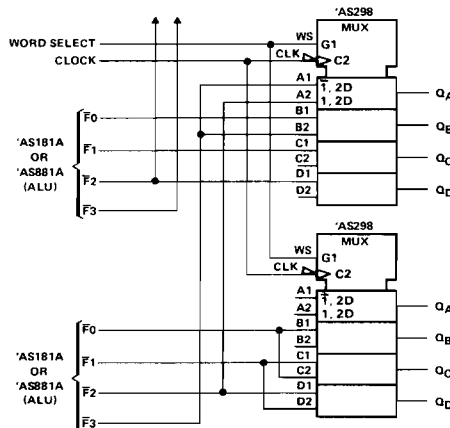 'AS298
MUX
WORD SELECT
WS
G1
CLOCK
CLK
C2
A1
1, 2D
QA
A2
1, 2D
F0
B1
QB
B2
'AS181A
OR
'AS881A
(ALU)
F1
C1
QC
C2
F2
D1
QD
D2
F3
'AS298
MUX
WS
G1
CLK
C2
A1
1, 2D
QA
A2
1, 2D
F0
B1
QB
B2
'AS181A
OR
'AS881A
(ALU)
F1
C1
QC
C2
F2
D1
QD
D2
F3